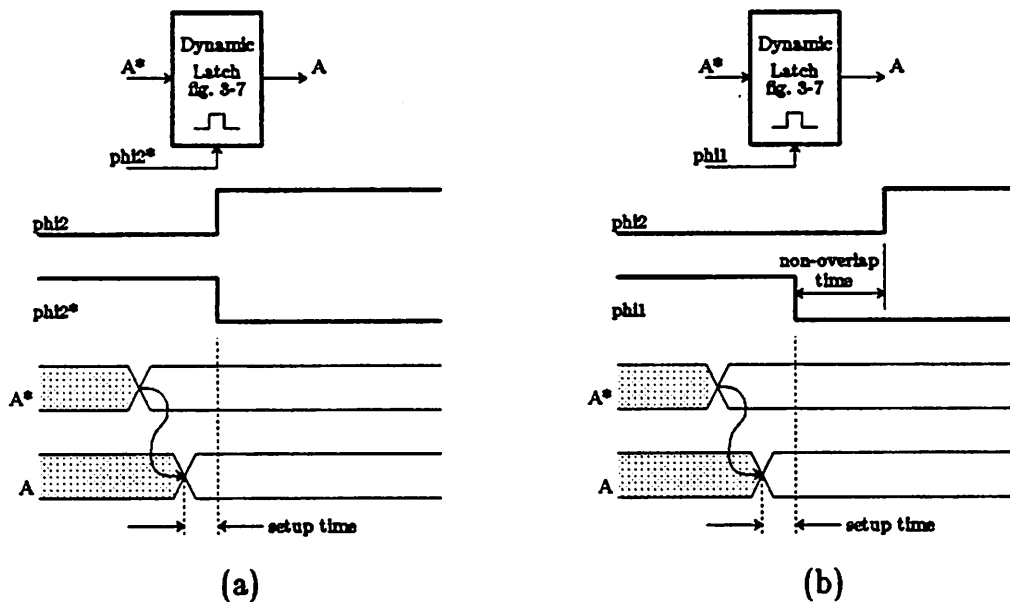 Dynamic
Latch
fig. 3-7
A*
A
phi2*
phi2
phi2*
A*
A
setup time
(a)
Dynamic
Latch
fig. 3-7
A*
A
phi1
phi2
non-overlap
time
phi1
A*
A
setup time
(b)